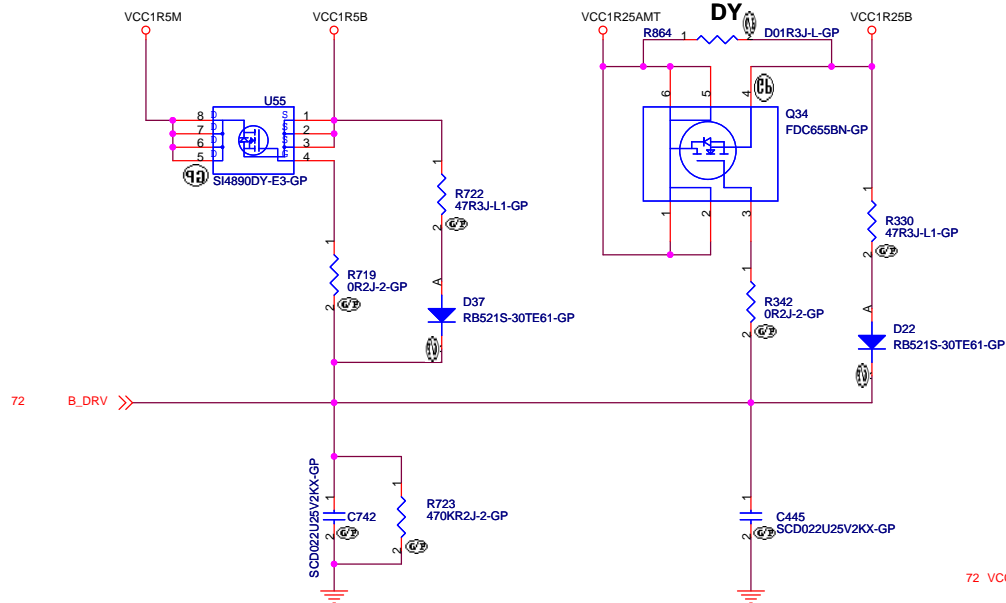 VCC1R5M
VCC1R5B
VCC1R25AMT
DY
VCC1R25B
R864 1 2 D01R3J-L-GP
6
5
4
U55
8 D S 1
7 D S 2
6 D S 3
5 D G 4
SI4890DY-E3-GP
Q34
FDC655BN-GP
1
2
3
1
R722
47R3J-L1-GP
2
G/P
1
R330
47R3J-L1-GP
2
G/P
1
R719
0R2J-2-GP
2
G/P
A
D37
RB521S-30TE61-GP
1
R342
0R2J-2-GP
2
G/P
A
D22
RB521S-30TE61-GP
72 B_DRV
SCD022U25V2KX-GP
1
C742
2
G/P
1
R723
470KR2J-2-GP
2
G/P
1
C445
SCD022U25V2KX-GP
2
G/P
72 VCC